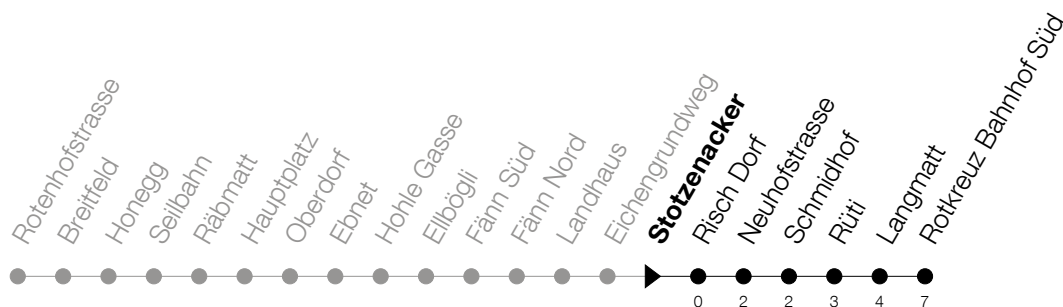 Rotenhofstrasse
Breitfeld
Honegg
Seilbahn
Räbmatt
Hauptplatz
Oberdorf
Ebnet
Hohle Gasse
Ellbögli
Fänn Süd
Fänn Nord
Landhaus
Eichengrundweg
Stotzenacker
Risch Dorf
Neuhofstrasse
Schmidhof
Rüti
Langmatt
Rotkreuz Bahnhof Süd
0 2 2 3 4 7